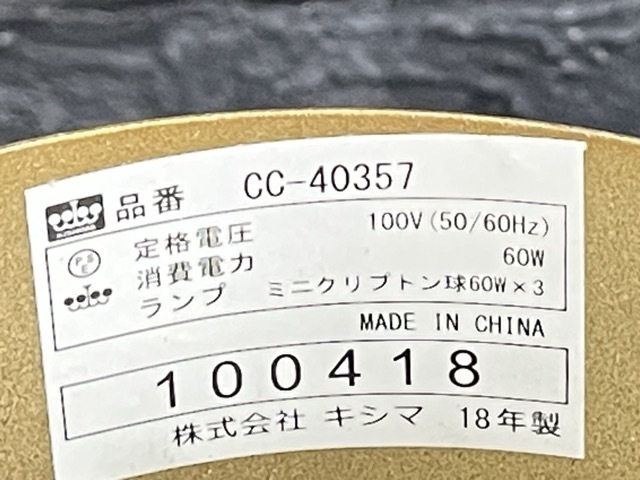 品番 CC-40357
定格電圧 100V(50/60Hz)
消費電力 60W
ランプ ミニクリプトン球60W×3
PSE
MADE IN CHINA
100418
株式会社 キシマ 18年製